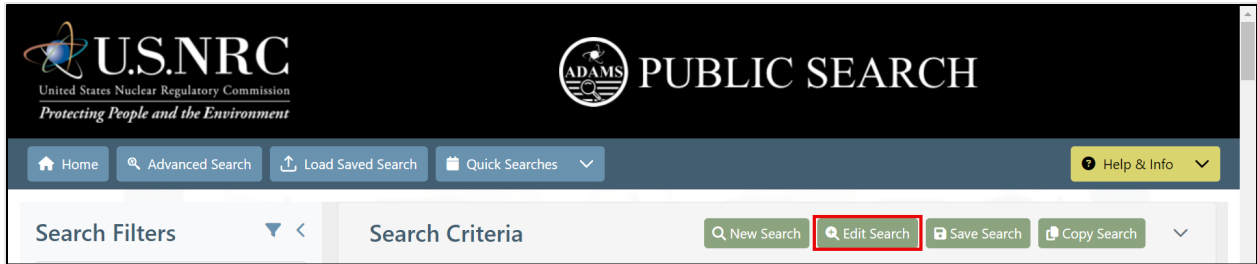 U.S.NRC
United States Nuclear Regulatory Commission
Protecting People and the Environment
ADAMS
PUBLIC SEARCH
Home
Advanced Search
Load Saved Search
Quick Searches
Help & Info
Search Filters
Search Criteria
New Search
Edit Search
Save Search
Copy Search